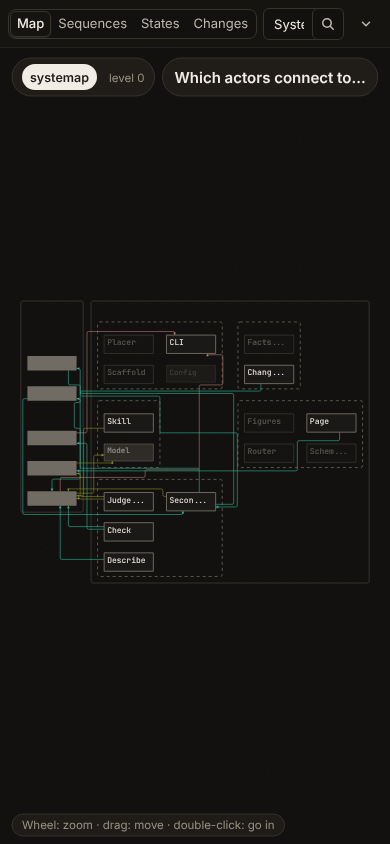 Map Sequences States Changes Syste
systemap level 0 Which actors connect to...
Placer CLI Facts...
Scaffold Config Chang...
Skill Figures Page
Model Router Schem...
Judge... Secon...
Check
Describe
Wheel: zoom · drag: move · double-click: go in